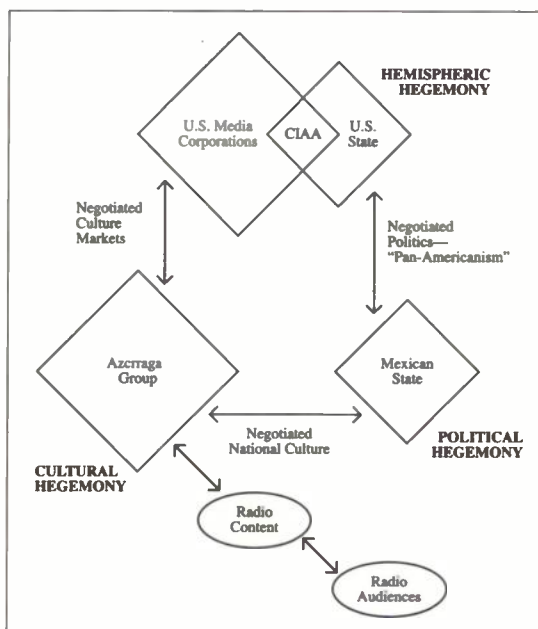 HEMISPHERIC
HEGEMONY
U.S. Media
Corporations
CIAA
U.S.
State
Negotiated
Culture
Markets
Negotiated
Politics—
"Pan-Americanism"
Azcrraga
Group
Mexican
State
Negotiated
National Culture
POLITICAL
HEGEMONY
CULTURAL
HEGEMONY
Radio
Content
Radio
Audiences